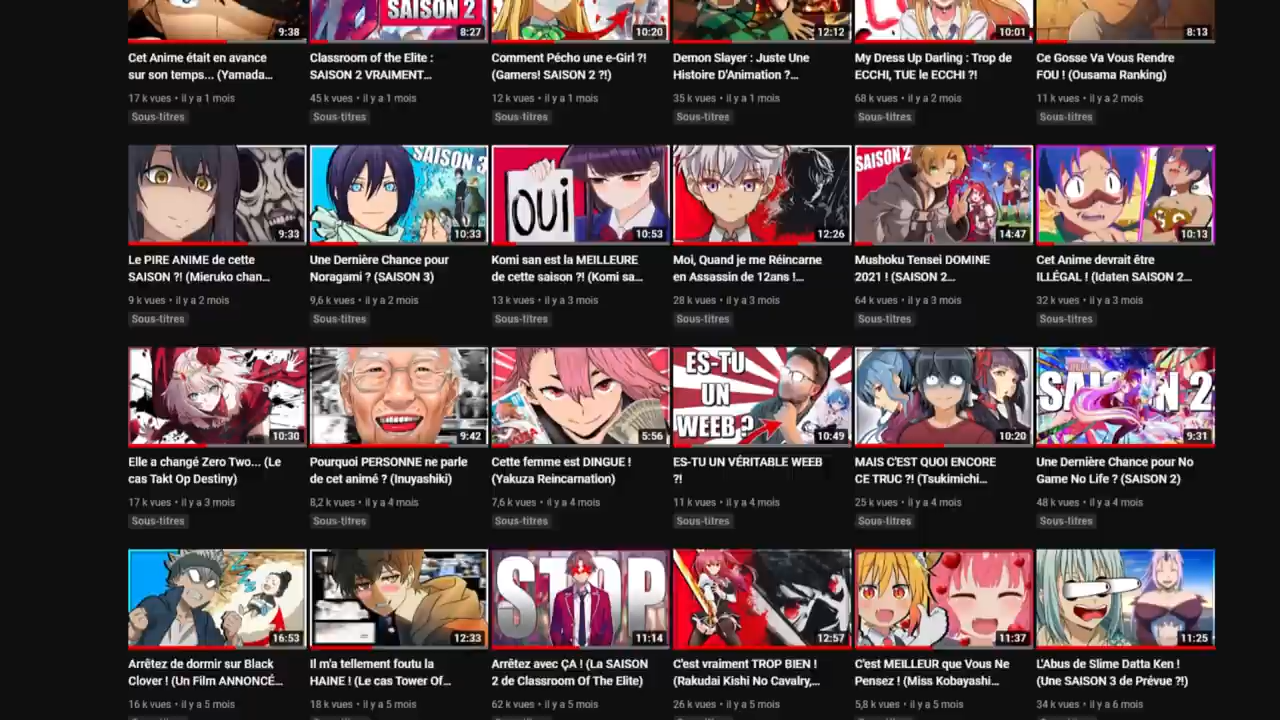 SAISON 2
9:38
8:27
10:20
12:12
10:01
8:13
Cet Anime était en avance
sur son temps... (Yamada...
17 k vues • il y a 1 mois
Sous-titres
Classroom of the Elite :
SAISON 2 VRAIMENT...
45 k vues • il y a 1 mois
Sous-titres
Comment Pécho une e-Girl ?!
(Gamers! SAISON 2 ?!)
12 k vues • il y a 1 mois
Sous-titres
Demon Slayer : Juste Une
Histoire D'Animation ?...
35 k vues • il y a 1 mois
Sous-titres
My Dress Up Darling : Trop de
ECCHI, TUE le ECCHI ?!
68 k vues • il y a 2 mois
Sous-titres
Ce Gosse Va Vous Rendre
FOU ! (Ousama Ranking)
11 k vues • il y a 2 mois
Sous-titres
9:33
SAISON 3
10:33
OUi
10:53
12:26
SAISON 2
14:47
10:13
Le PIRE ANIME de cette
SAISON ?! (Mieruko chan...
9 k vues • il y a 2 mois
Sous-titres
Une Dernière Chance pour
Noragami ? (SAISON 3)
9,6 k vues • il y a 2 mois
Sous-titres
Komi san est la MEILLEURE
de cette saison ?! (Komi sa...
13 k vues • il y a 3 mois
Sous-titres
Moi, Quand je me Réincarne
en Assassin de 12ans !...
28 k vues • il y a 3 mois
Sous-titres
Mushoku Tensei DOMINE
2021 ! (SAISON 2...
64 k vues • il y a 3 mois
Sous-titres
Cet Anime devrait être
ILLÉGAL ! (Idaten SAISON 2...
32 k vues • il y a 3 mois
Sous-titres
10:30
9:42
5:56
ES-TU
UN
WEEB ?
10:49
10:20
SAISON 2
9:31
Elle a changé Zero Two... (Le
cas Takt Op Destiny)
17 k vues • il y a 3 mois
Sous-titres
Pourquoi PERSONNE ne parle
de cet animé ? (Inuyashiki)
8,2 k vues • il y a 4 mois
Sous-titres
Cette femme est DINGUE !
(Yakuza Reincarnation)
7,6 k vues • il y a 4 mois
Sous-titres
ES-TU UN VÉRITABLE WEEB
?!
11 k vues • il y a 4 mois
Sous-titres
MAIS C'EST QUOI ENCORE
CE TRUC ?! (Tsukimichi...
25 k vues • il y a 4 mois
Sous-titres
Une Dernière Chance pour No
Game No Life ? (SAISON 2)
48 k vues • il y a 4 mois
Sous-titres
16:53
12:33
STOP
11:14
12:57
11:37
11:25
Arrêtez de dormir sur Black
Clover ! (Un Film ANNONCÉ...
16 k vues • il y a 5 mois
Il m'a tellement foutu la
HAINE ! (Le cas Tower Of...
18 k vues • il y a 5 mois
Arrêtez avec ÇA ! (La SAISON
2 de Classroom Of The Elite)
62 k vues • il y a 5 mois
C'est vraiment TROP BIEN !
(Rakudai Kishi No Cavalry,...
26 k vues • il y a 5 mois
C'est MEILLEUR que Vous Ne
Pensez ! (Miss Kobayashi...
5,8 k vues • il y a 5 mois
L'Abus de Slime Datta Ken !
(Une SAISON 3 de Prévue ?!)
34 k vues • il y a 6 mois